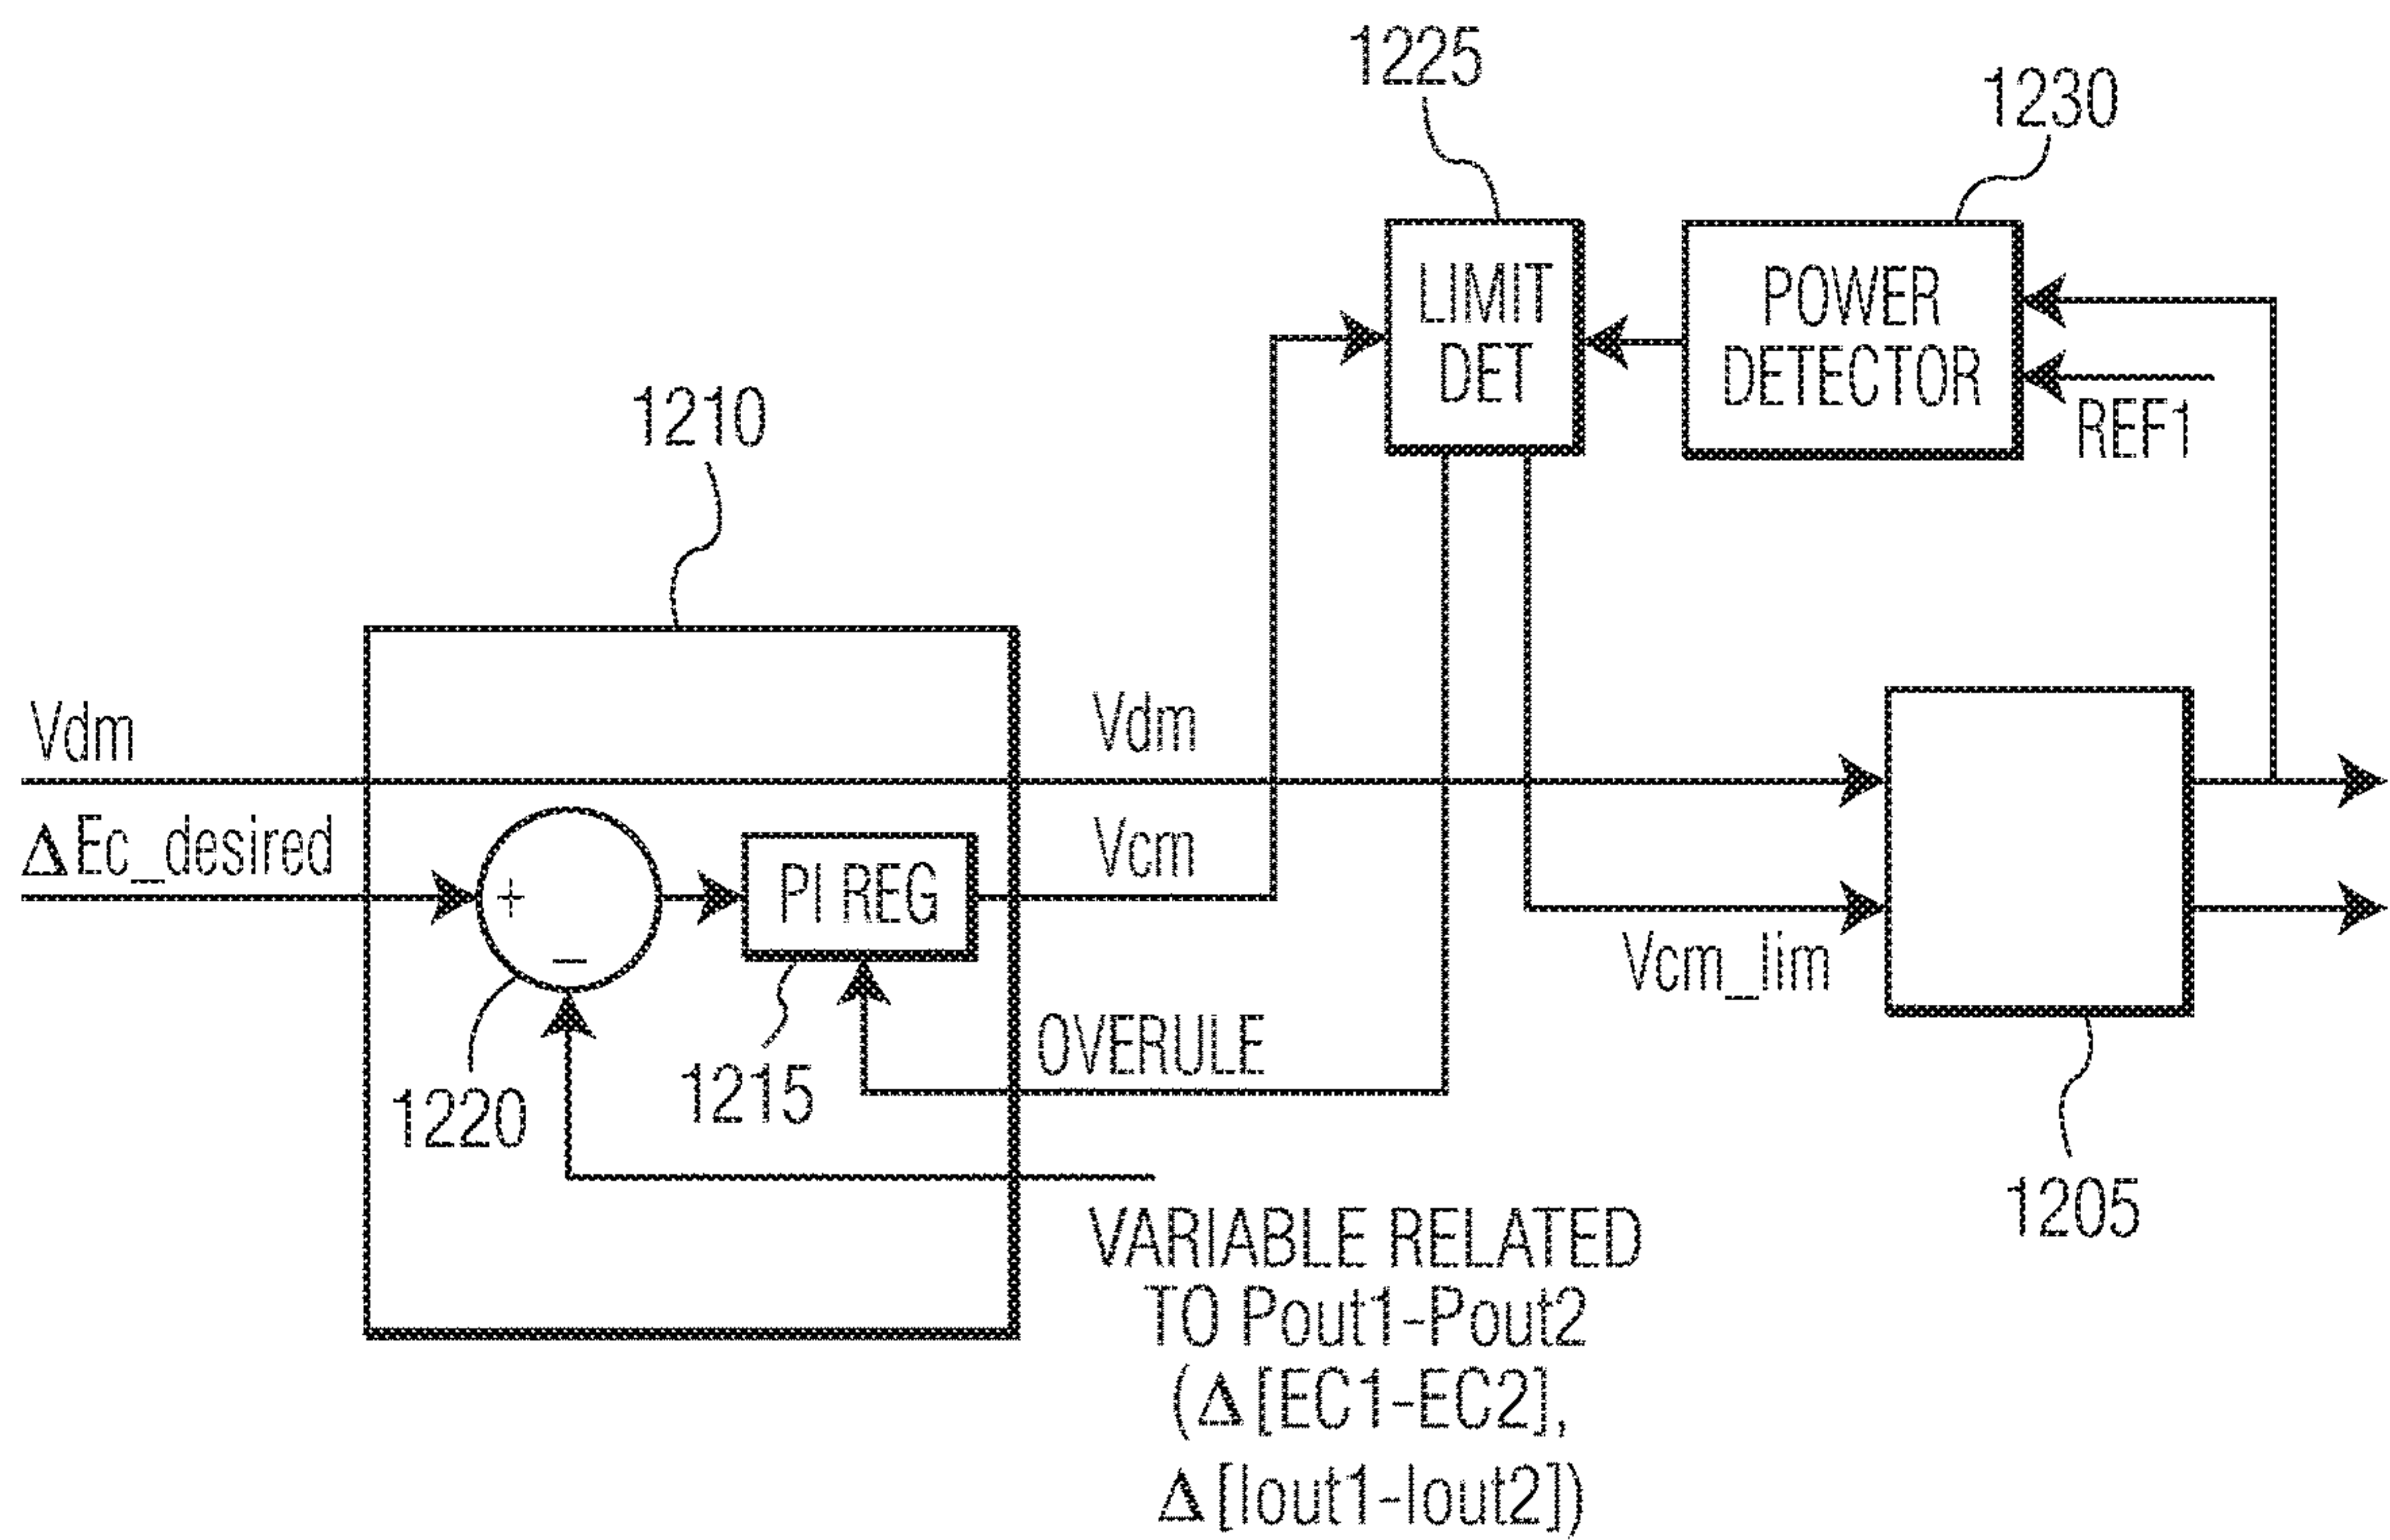 1225
1230
LIMIT
DET
POWER
DETECTOR
REF1
1210
Vdm
Vdm
ΔEc_desired
+
PI REG
Vcm
−
Vcm_lim
OVERULE
1220
1215
1205
VARIABLE RELATED
TO Pout1-Pout2
(Δ[EC1-EC2],
Δ[Iout1-Iout2])